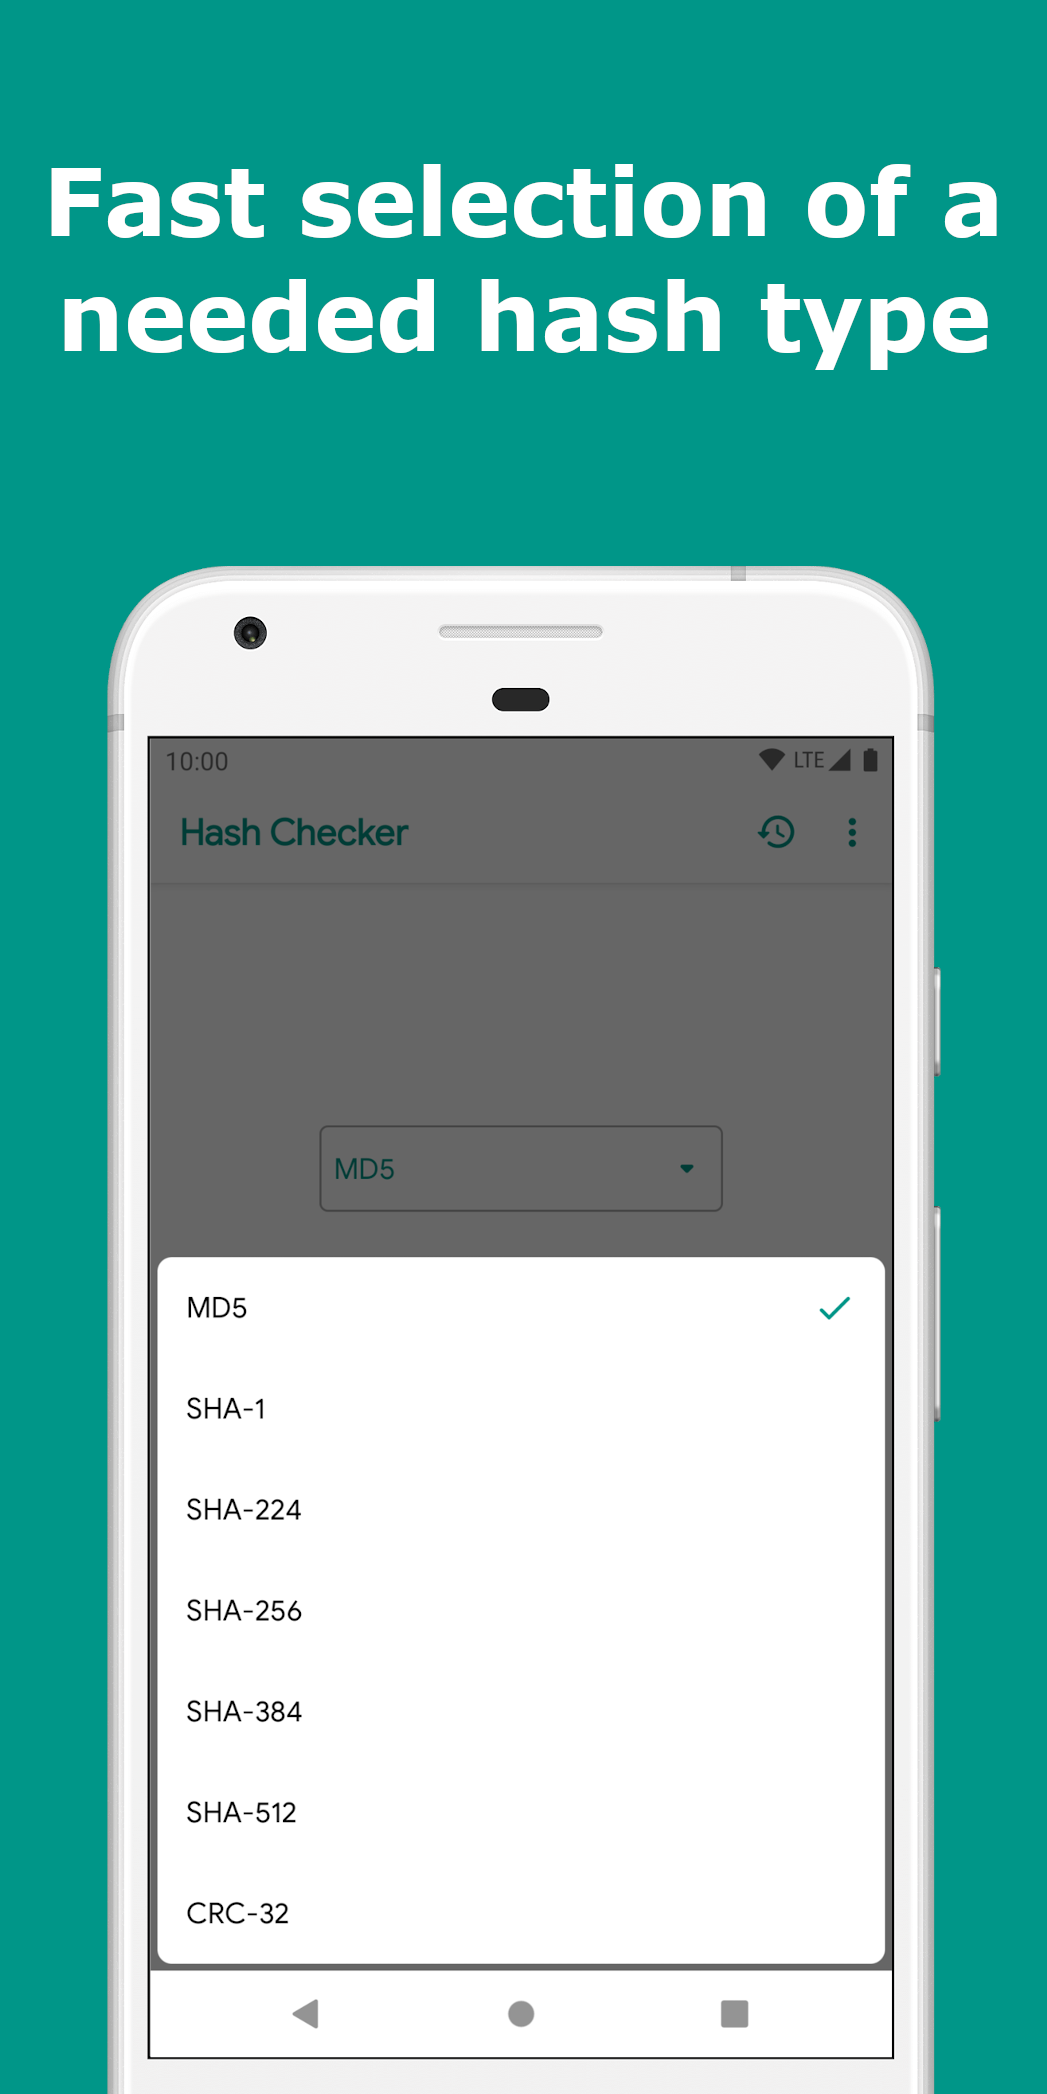 Fast selection of a
needed hash type
10:00 LTE
Hash Checker
MD5
MD5
SHA-1
SHA-224
SHA-256
SHA-384
SHA-512
CRC-32